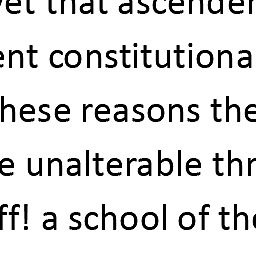 yet that ascender
ent constitutiona
hese reasons the
e unalterable thr
ff! a school of the